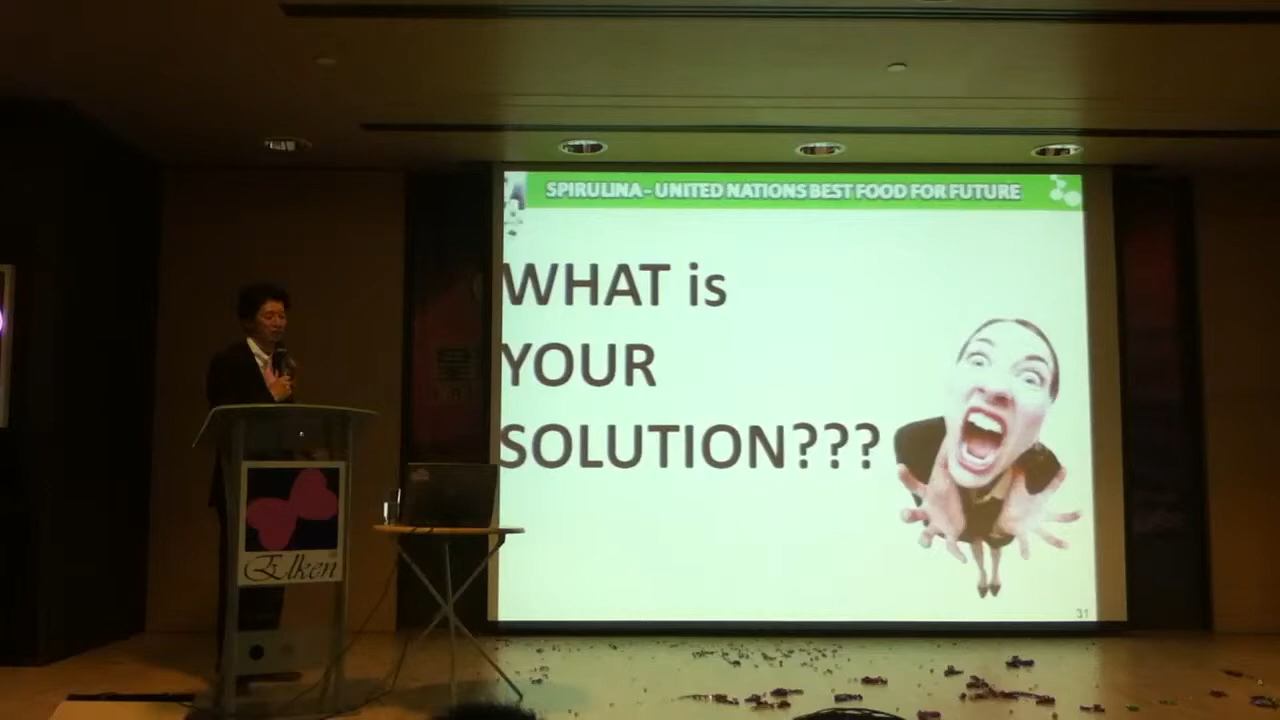 SPIRULINA - UNITED NATIONS BEST FOOD FOR FUTURE
WHAT is
YOUR
SOLUTION???
31
Elken